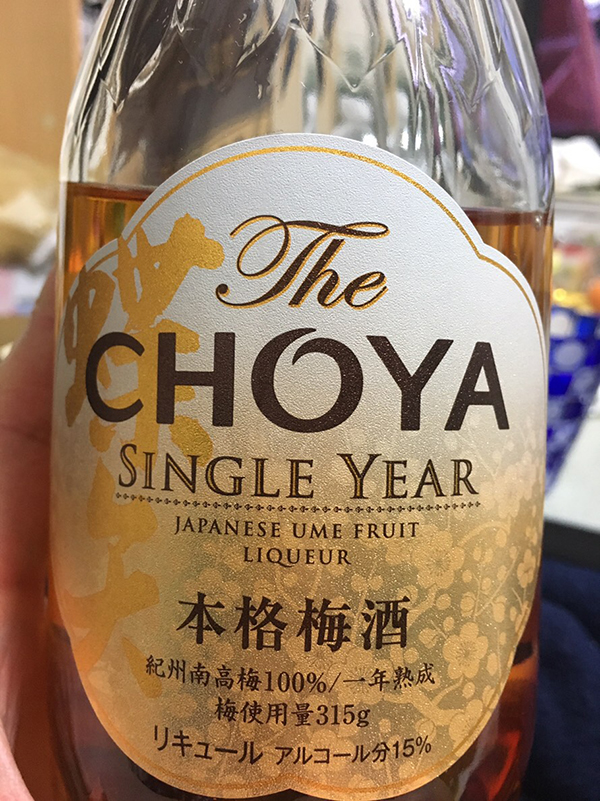 The
CHOYA
SINGLE YEAR
JAPANESE UME FRUIT
LIQUEUR
本格梅酒
紀州南高梅100%/一年熟成
梅使用量315g
リキュール アルコール分15%